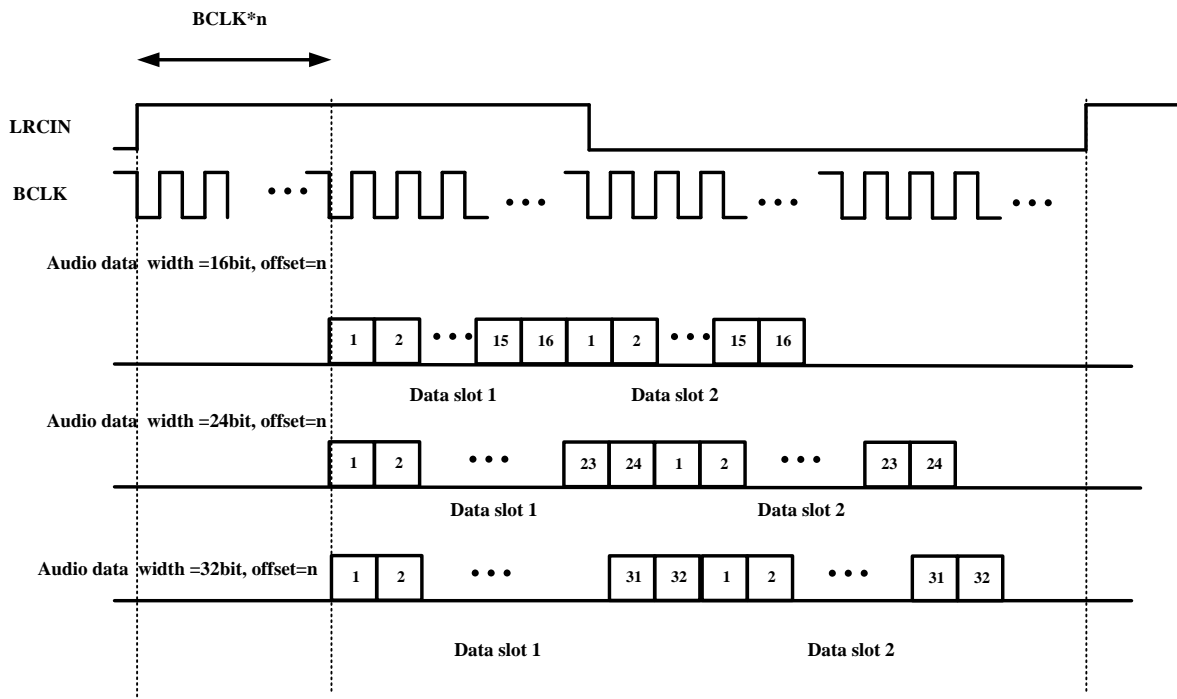 BCLK*n
LRCIN
BCLK
Audio data width =16bit, offset=n
1 2 ••• 15 16 1 2 ••• 15 16
Data slot 1 Data slot 2
Audio data width =24bit, offset=n
1 2 ••• 23 24 1 2 ••• 23 24
Data slot 1 Data slot 2
Audio data width =32bit, offset=n
1 2 ••• 31 32 1 2 ••• 31 32
Data slot 1 Data slot 2